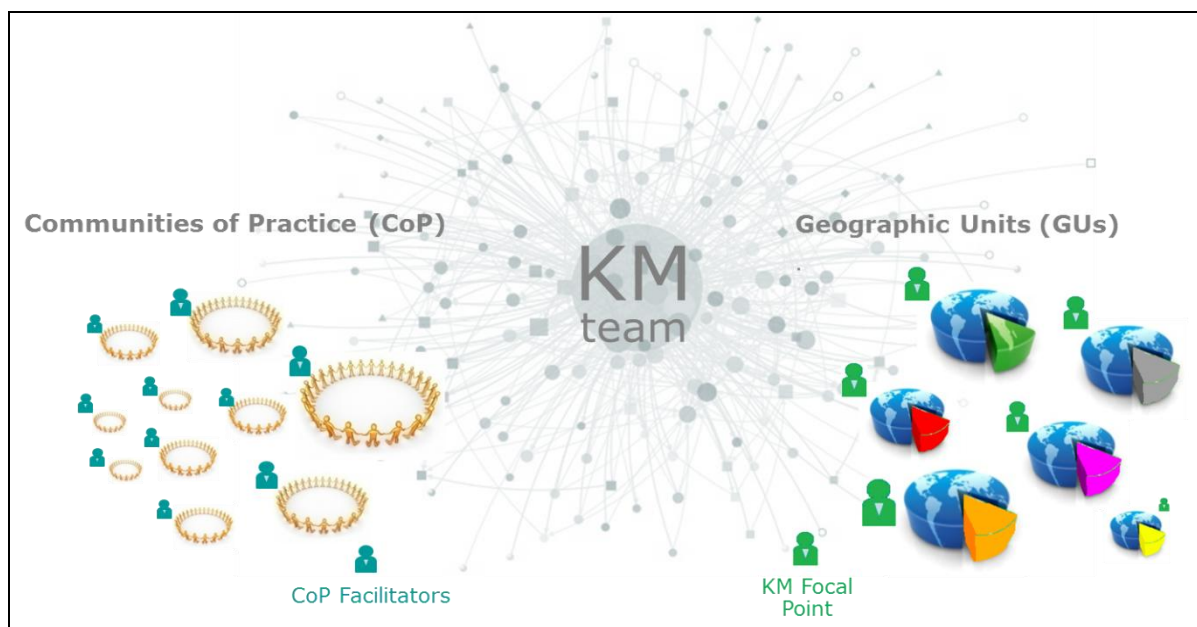 Communities of Practice (CoP)
Geographic Units (GUs)
KM
team
CoP Facilitators
KM Focal
Point